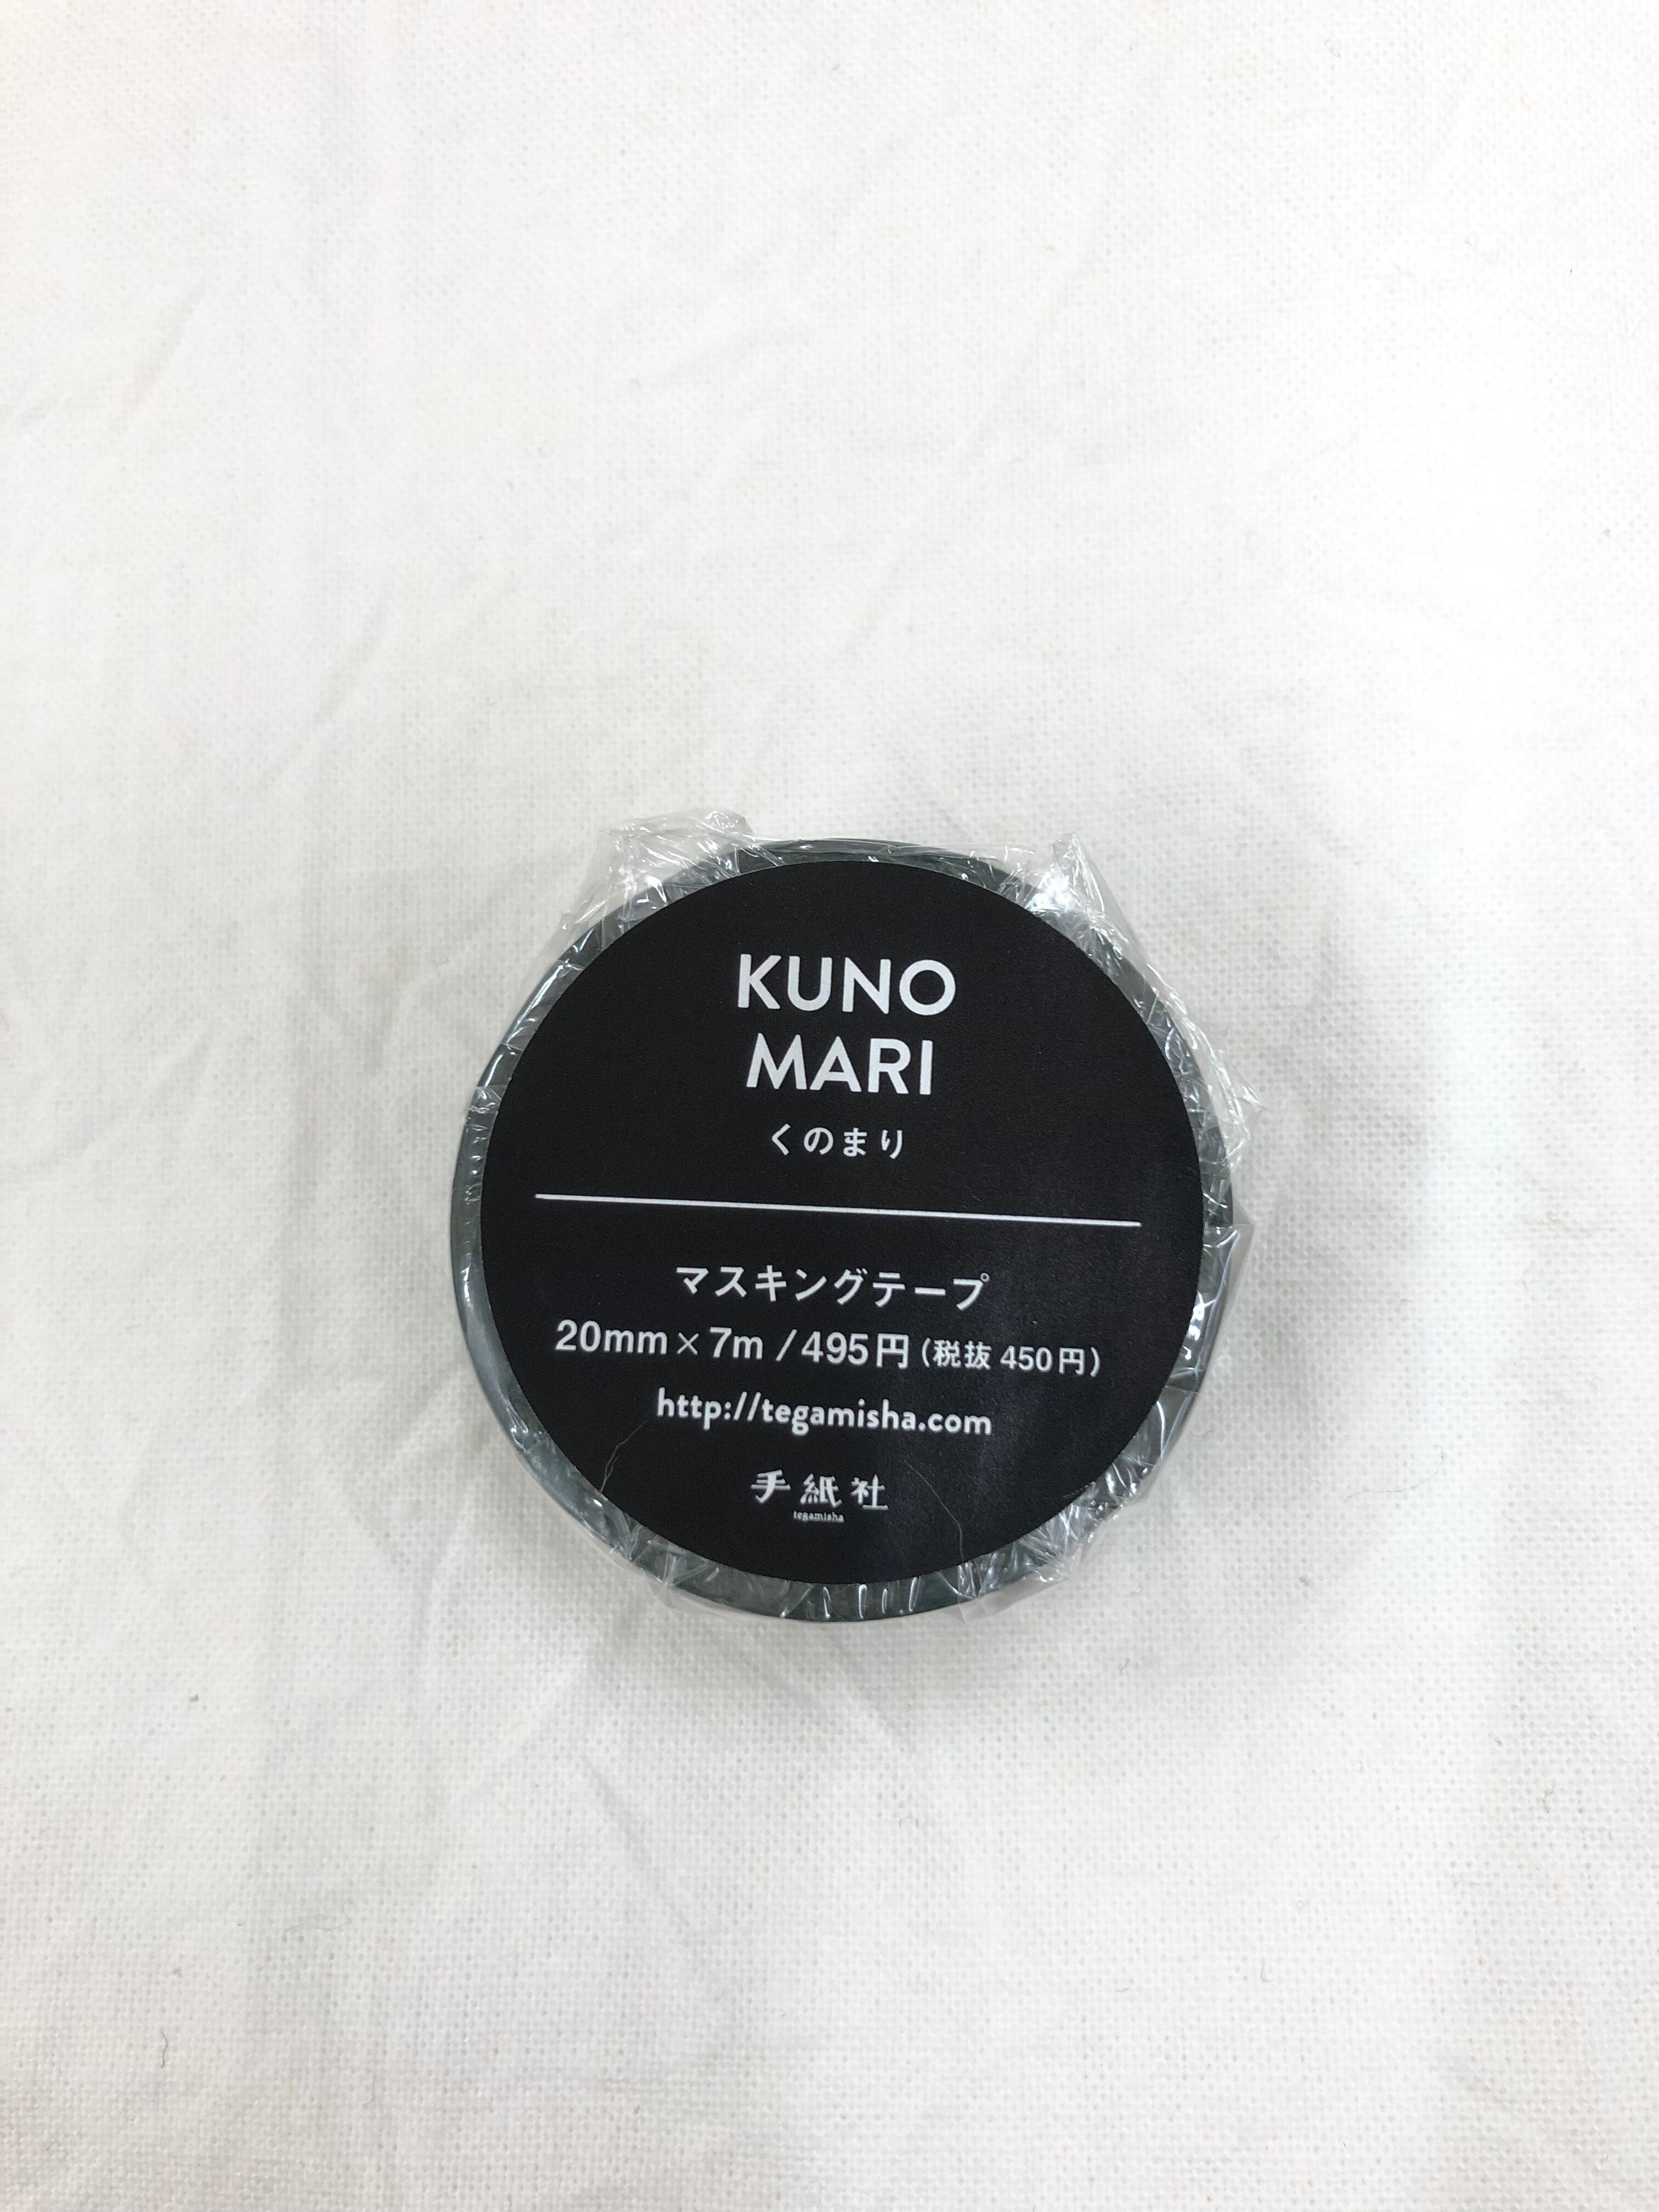 KUNO
MARI
くのまり
マスキングテープ
20mm×7m / 495円(税抜 450円)
http://tegamisha.com
手紙社
tegamisha